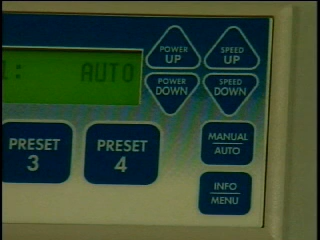 : AUTO
POWER UP
SPEED UP
POWER DOWN
SPEED DOWN
PRESET 3
PRESET 4
MANUAL AUTO
INFO MENU